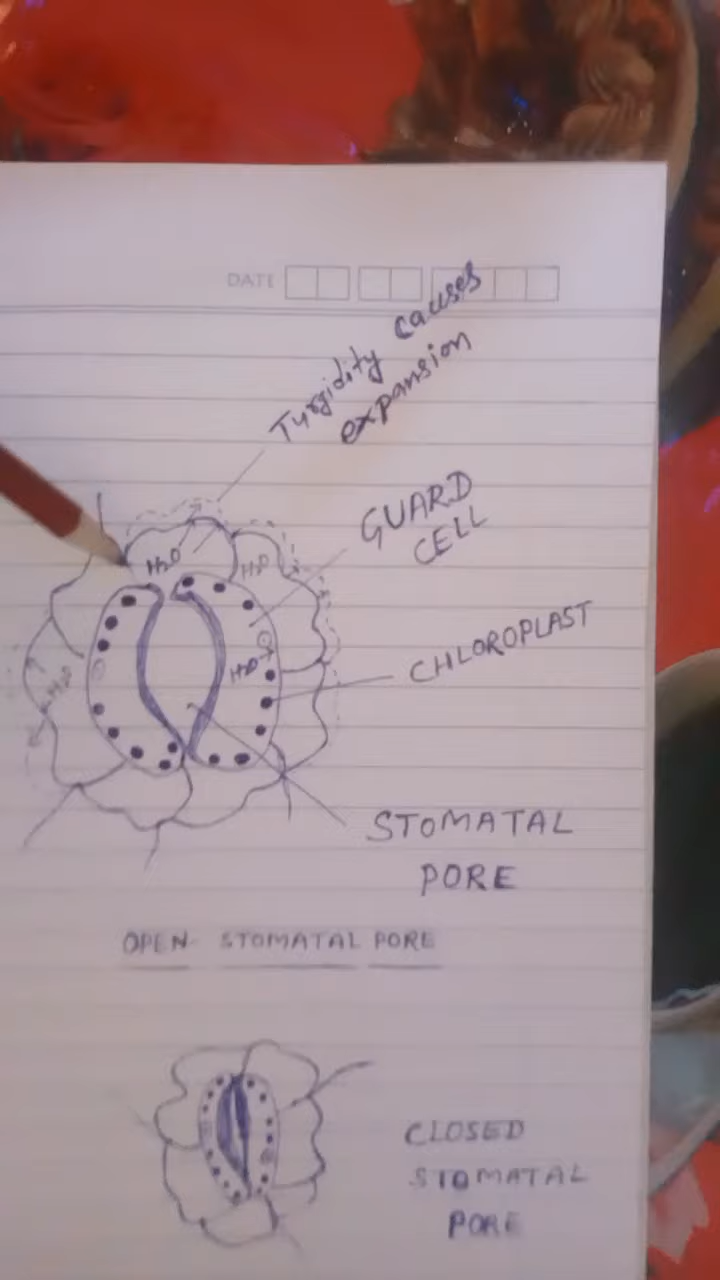 DATE
Turgidity causes
expansion
GUARD
CELL
H2O
H2O
H2O
H2O
CHLOROPLAST
STOMATAL
PORE
OPEN STOMATAL PORE
CLOSED
STOMATAL
PORE